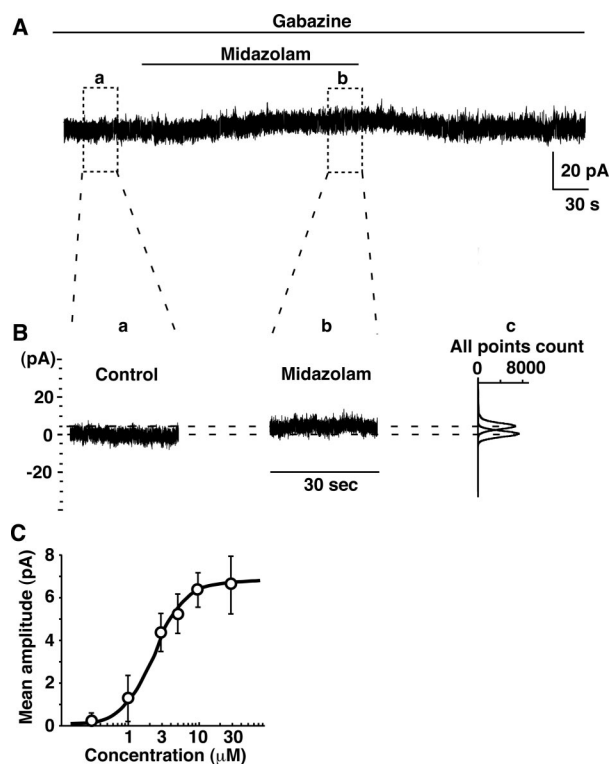 A
Gabazine
Midazolam
a
b
20 pA
30 s
B
a
b
c
(pA)
All points count
Control
Midazolam
0
8000
20
0
-20
30 sec
C
Mean amplitude (pA)
8
6
4
2
0
1
3
10
30
Concentration (μM)